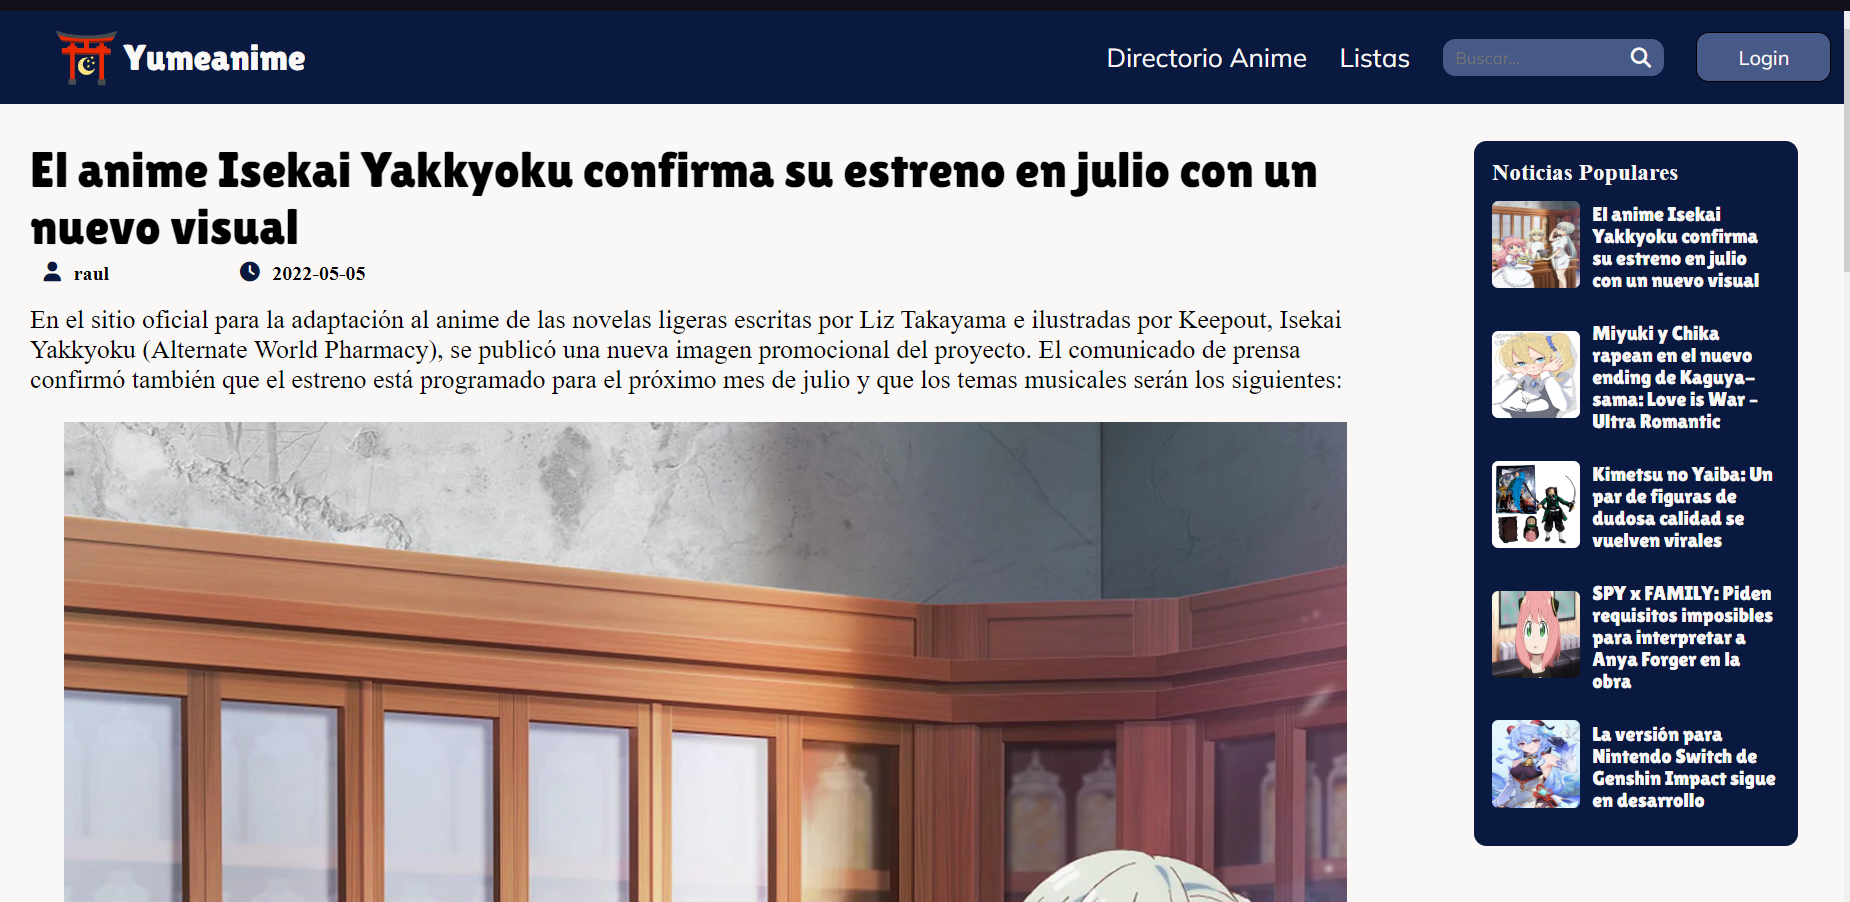 Yumeanime
Directorio Anime
Listas
Buscar...
Login
El anime Isekai Yakkyoku confirma su estreno en julio con un
nuevo visual
raul
2022-05-05
En el sitio oficial para la adaptación al anime de las novelas ligeras escritas por Liz Takayama e ilustradas por Keepout, Isekai
Yakkyoku (Alternate World Pharmacy), se publicó una nueva imagen promocional del proyecto. El comunicado de prensa
confirmó también que el estreno está programado para el próximo mes de julio y que los temas musicales serán los siguientes:
Noticias Populares
El anime Isekai
Yakkyoku confirma
su estreno en julio
con un nuevo visual
Miyuki y Chika
rapean en el nuevo
ending de Kaguya-
sama: Love is War -
Ultra Romantic
Kimetsu no Yaiba: Un
par de figuras de
dudosa calidad se
vuelven virales
SPY x FAMILY: Piden
requisitos imposibles
para interpretar a
Anya Forger en la
obra
La versión para
Nintendo Switch de
Genshin Impact sigue
en desarrollo